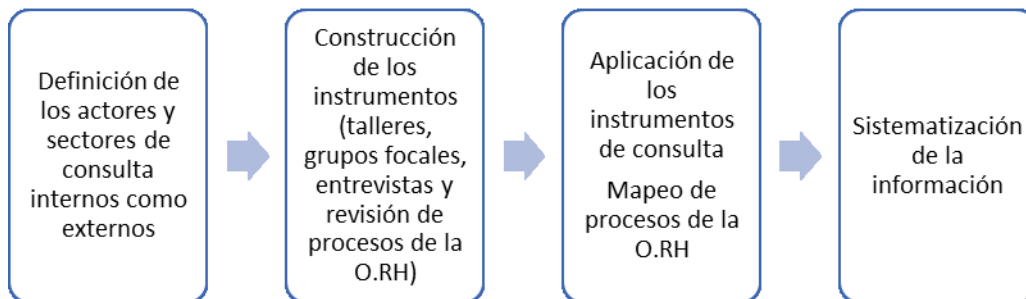 Definición de
los actores y
sectores de
consulta
internos como
externos
Construcción
de los
instrumentos
(talleres,
grupos focales,
entrevistas y
revisión de
procesos de la
O.RH)
Aplicación de
los
instrumentos
de consulta
Mapeo de
procesos de la
O.RH
Sistematización
de la
información